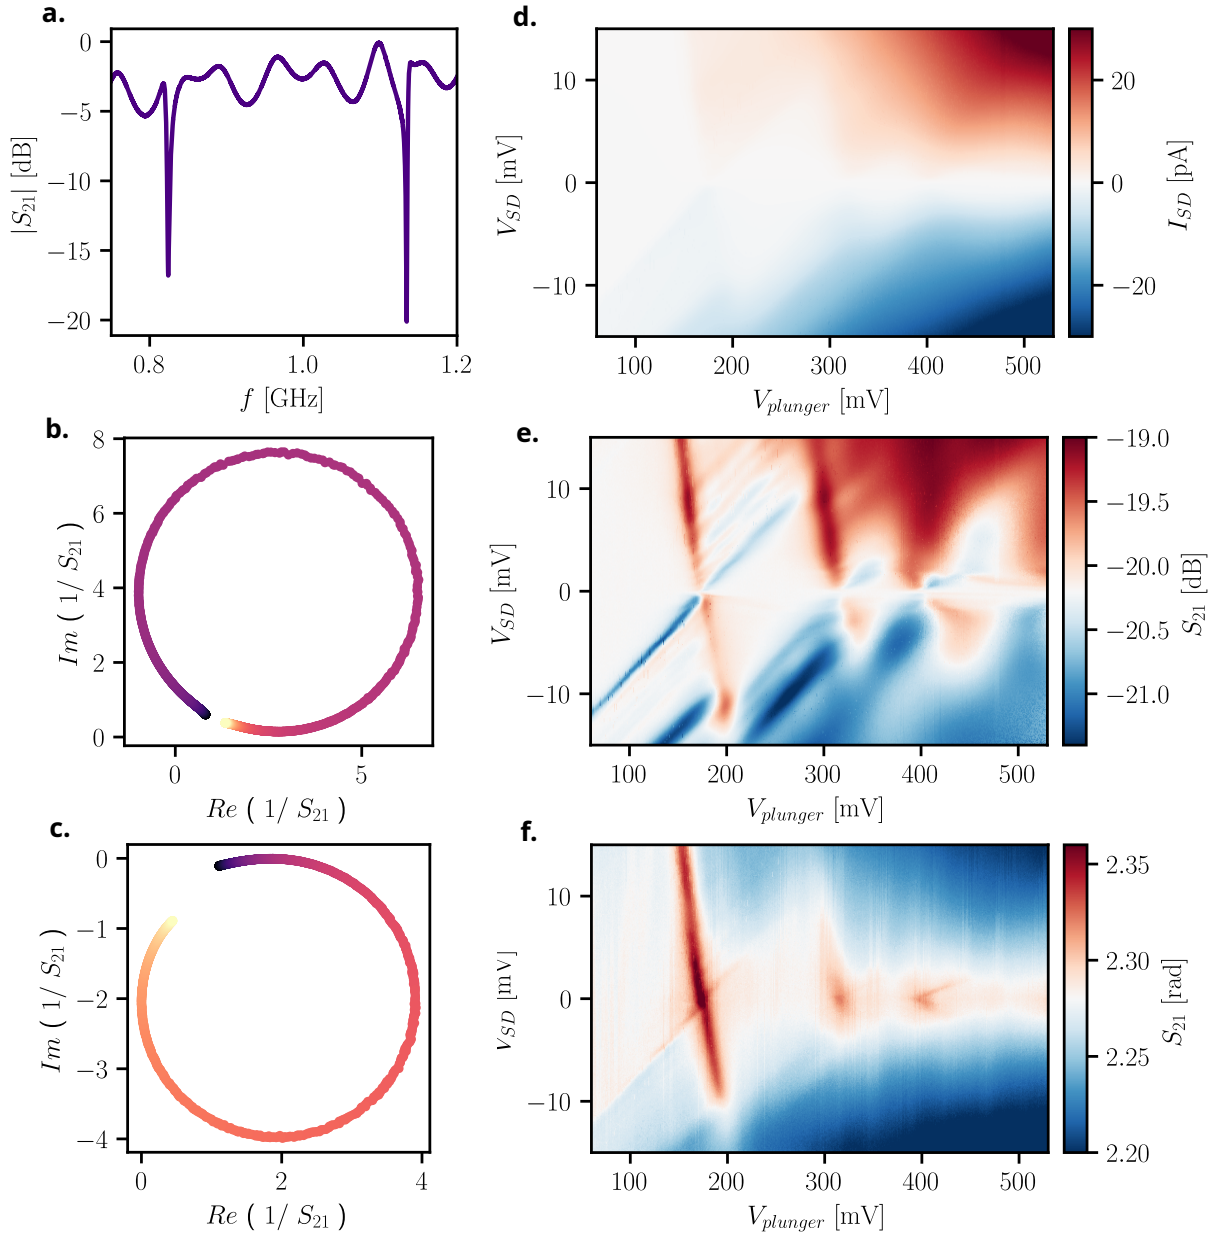 a.
0
−5
−10
−15
−20
|S21| [dB]
0.8
1.0
1.2
f [GHz]
b.
8
6
4
2
0
Im ( 1/ S21 )
0
5
Re ( 1/ S21 )
c.
0
−1
−2
−3
−4
Im ( 1/ S21 )
0
2
4
Re ( 1/ S21 )
d.
10
0
−10
VSD [mV]
100
200
300
400
500
Vplunger [mV]
20
0
−20
ISD [pA]
e.
10
0
−10
VSD [mV]
100
200
300
400
500
Vplunger [mV]
−19.0
−19.5
−20.0
−20.5
−21.0
S21 [dB]
f.
10
0
−10
VSD [mV]
100
200
300
400
500
Vplunger [mV]
2.35
2.30
2.25
2.20
S21 [rad]